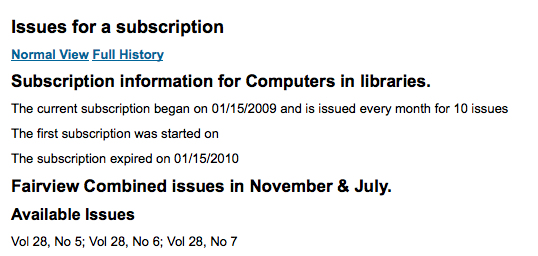 Issues for a subscription
Normal View Full History
Subscription information for Computers in libraries.
The current subscription began on 01/15/2009 and is issued every month for 10 issues
The first subscription was started on
The subscription expired on 01/15/2010
Fairview Combined issues in November & July.
Available Issues
Vol 28, No 5; Vol 28, No 6; Vol 28, No 7